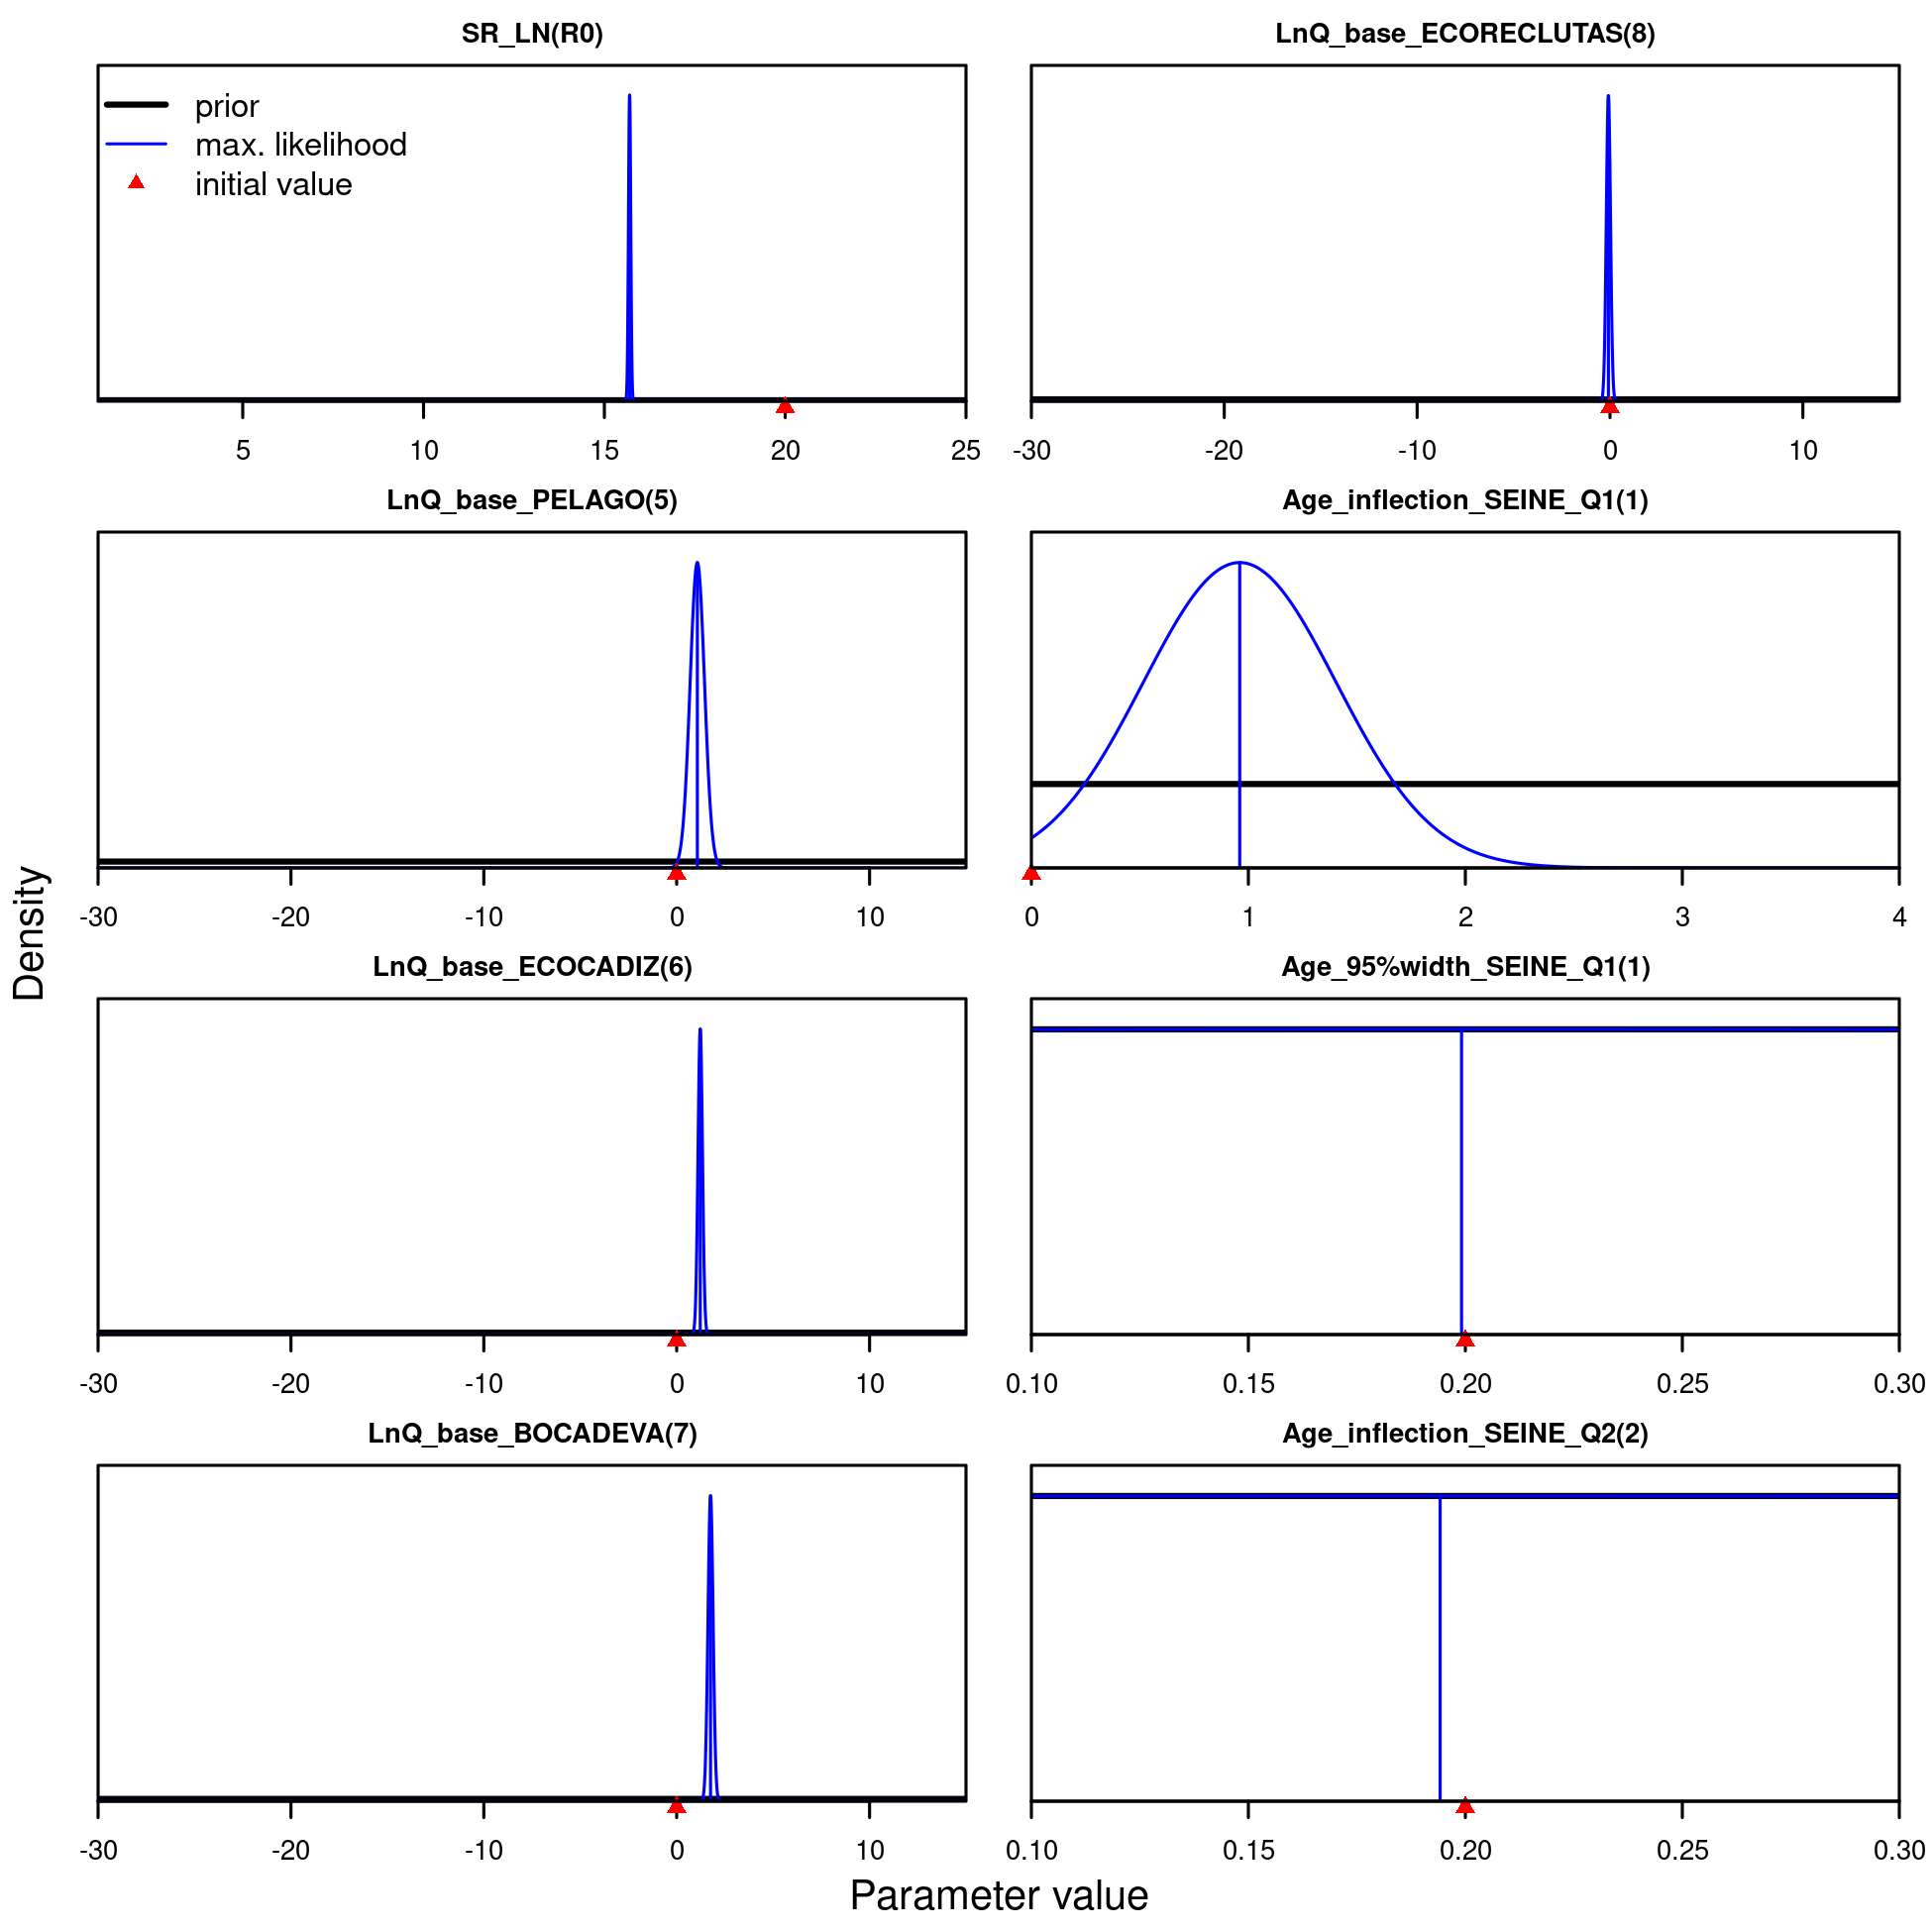 SR_LN(R0)
prior
max. likelihood
initial value
5 10 15 20 25
LnQ_base_ECORECLUTAS(8)
-30 -20 -10 0 10
LnQ_base_PELAGO(5)
-30 -20 -10 0 10
Age_inflection_SEINE_Q1(1)
0 1 2 3 4
LnQ_base_ECOCADIZ(6)
-30 -20 -10 0 10
Age_95%width_SEINE_Q1(1)
0.10 0.15 0.20 0.25 0.30
LnQ_base_BOCADEVA(7)
-30 -20 -10 0 10
Age_inflection_SEINE_Q2(2)
0.10 0.15 0.20 0.25 0.30
Density
Parameter value